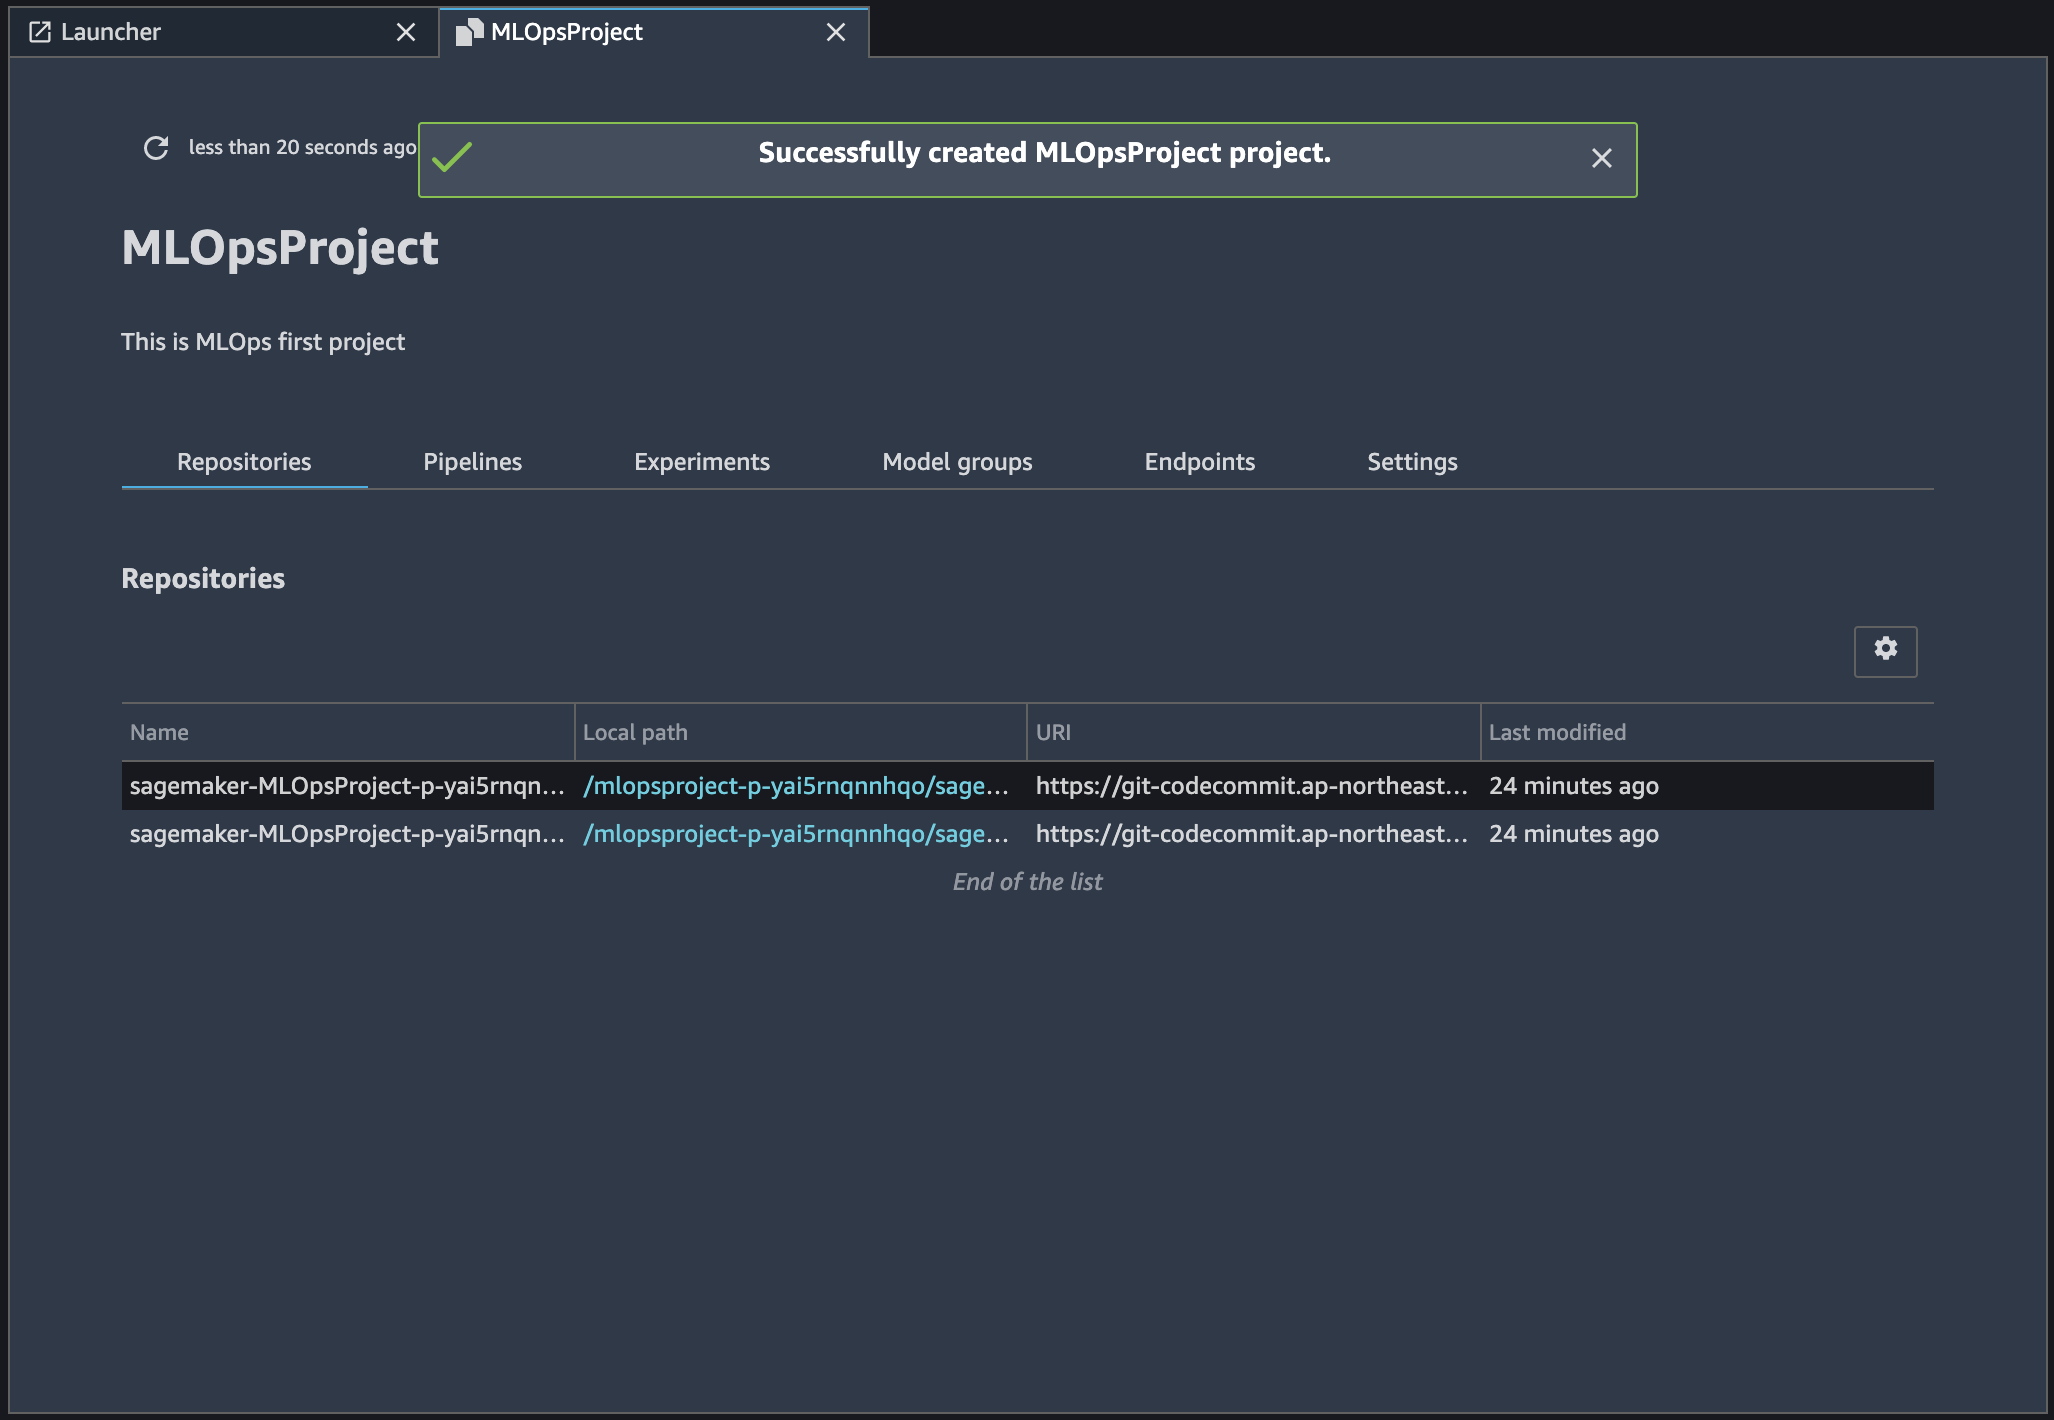 Launcher
MLOpsProject
less than 20 seconds ago
Successfully created MLOpsProject project.
MLOpsProject
This is MLOps first project
Repositories Pipelines Experiments Model groups Endpoints Settings
Repositories
Name Local path URI Last modified
sagemaker-MLOpsProject-p-yai5rnqn... /mlopsproject-p-yai5rnqnnhqo/sage... https://git-codecommit.ap-northeast... 24 minutes ago
sagemaker-MLOpsProject-p-yai5rnqn... /mlopsproject-p-yai5rnqnnhqo/sage... https://git-codecommit.ap-northeast... 24 minutes ago
End of the list